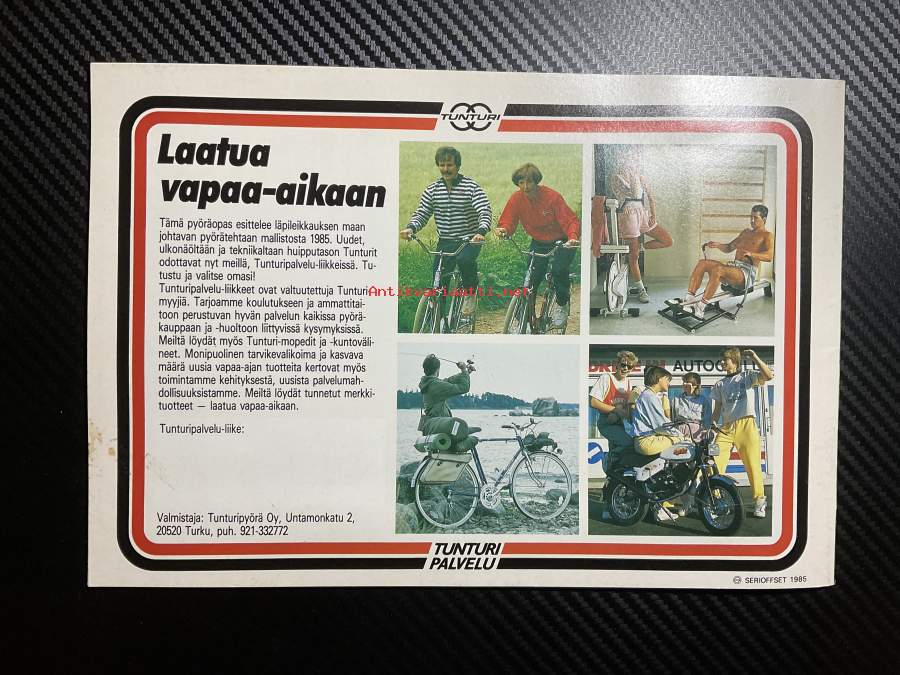 TUNTURI
Laatua
vapaa-aikaan
Tämä pyöräopas esittelee läpileikkauksen maan
johtavan pyörätehtaan mallistosta 1985. Uudet,
ulkonäöltään ja tekniikaltaan huipputason Tunturit
odottavat nyt meillä, Tunturipalvelu-liikkeissä. Tu-
tustu ja valitse omasi!
Tunturipalvelu-liikkeet ovat valtuutettuja Tunturi-
myyjiä. Tarjoamme koulutukseen ja ammattitai-
toon perustuvan hyvän palvelun kaikissa pyörä-
kauppaan ja -huoltoon liittyvissä kysymyksissä.
Meiltä löydät myös Tunturi-mopedit ja -kuntoväli-
neet. Monipuolinen tarvikevalikoima ja kasvava
määrä uusia vapaa-ajan tuotteita kertovat myös
toimintamme kehityksestä, uusista palvelumah-
dollisuuksistamme. Meiltä löydät tunnetut merkki-
tuotteet — laatua vapaa-aikaan.
Tunturipalvelu-liike:
Valmistaja: Tunturipyörä Oy, Untamonkatu 2,
20520 Turku, puh. 921-332772
Antikvariaatti.net
DRIVE IN AUTOGRILL
TUNTURI
PALVELU
SERIOFFSET 1985